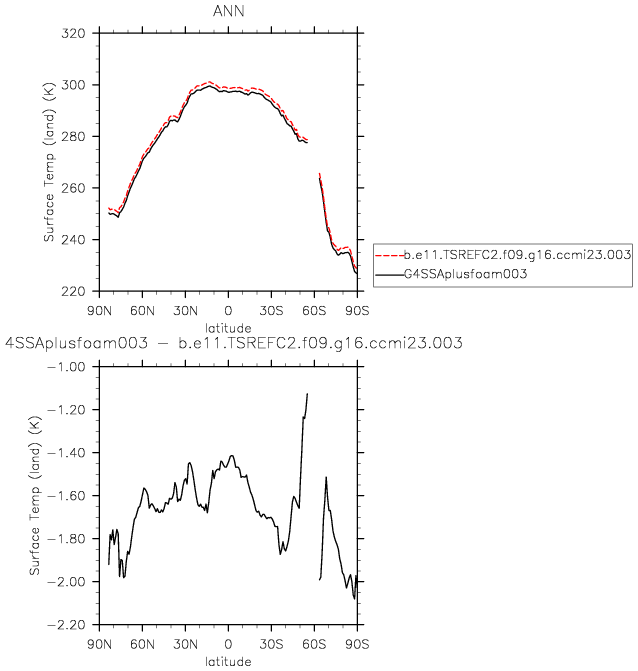 ANN
320
300
280
260
240
220
Surface Temp (land) (K)
90N 60N 30N 0 30S 60S 90S
latitude
b.e11.TSREFC2.f09.g16.ccmi23.003
G4SSAplusfoam003
4SSAplusfoam003 − b.e11.TSREFC2.f09.g16.ccmi23.003
−1.00
−1.20
−1.40
−1.60
−1.80
−2.00
−2.20
Surface Temp (land) (K)
90N 60N 30N 0 30S 60S 90S
latitude